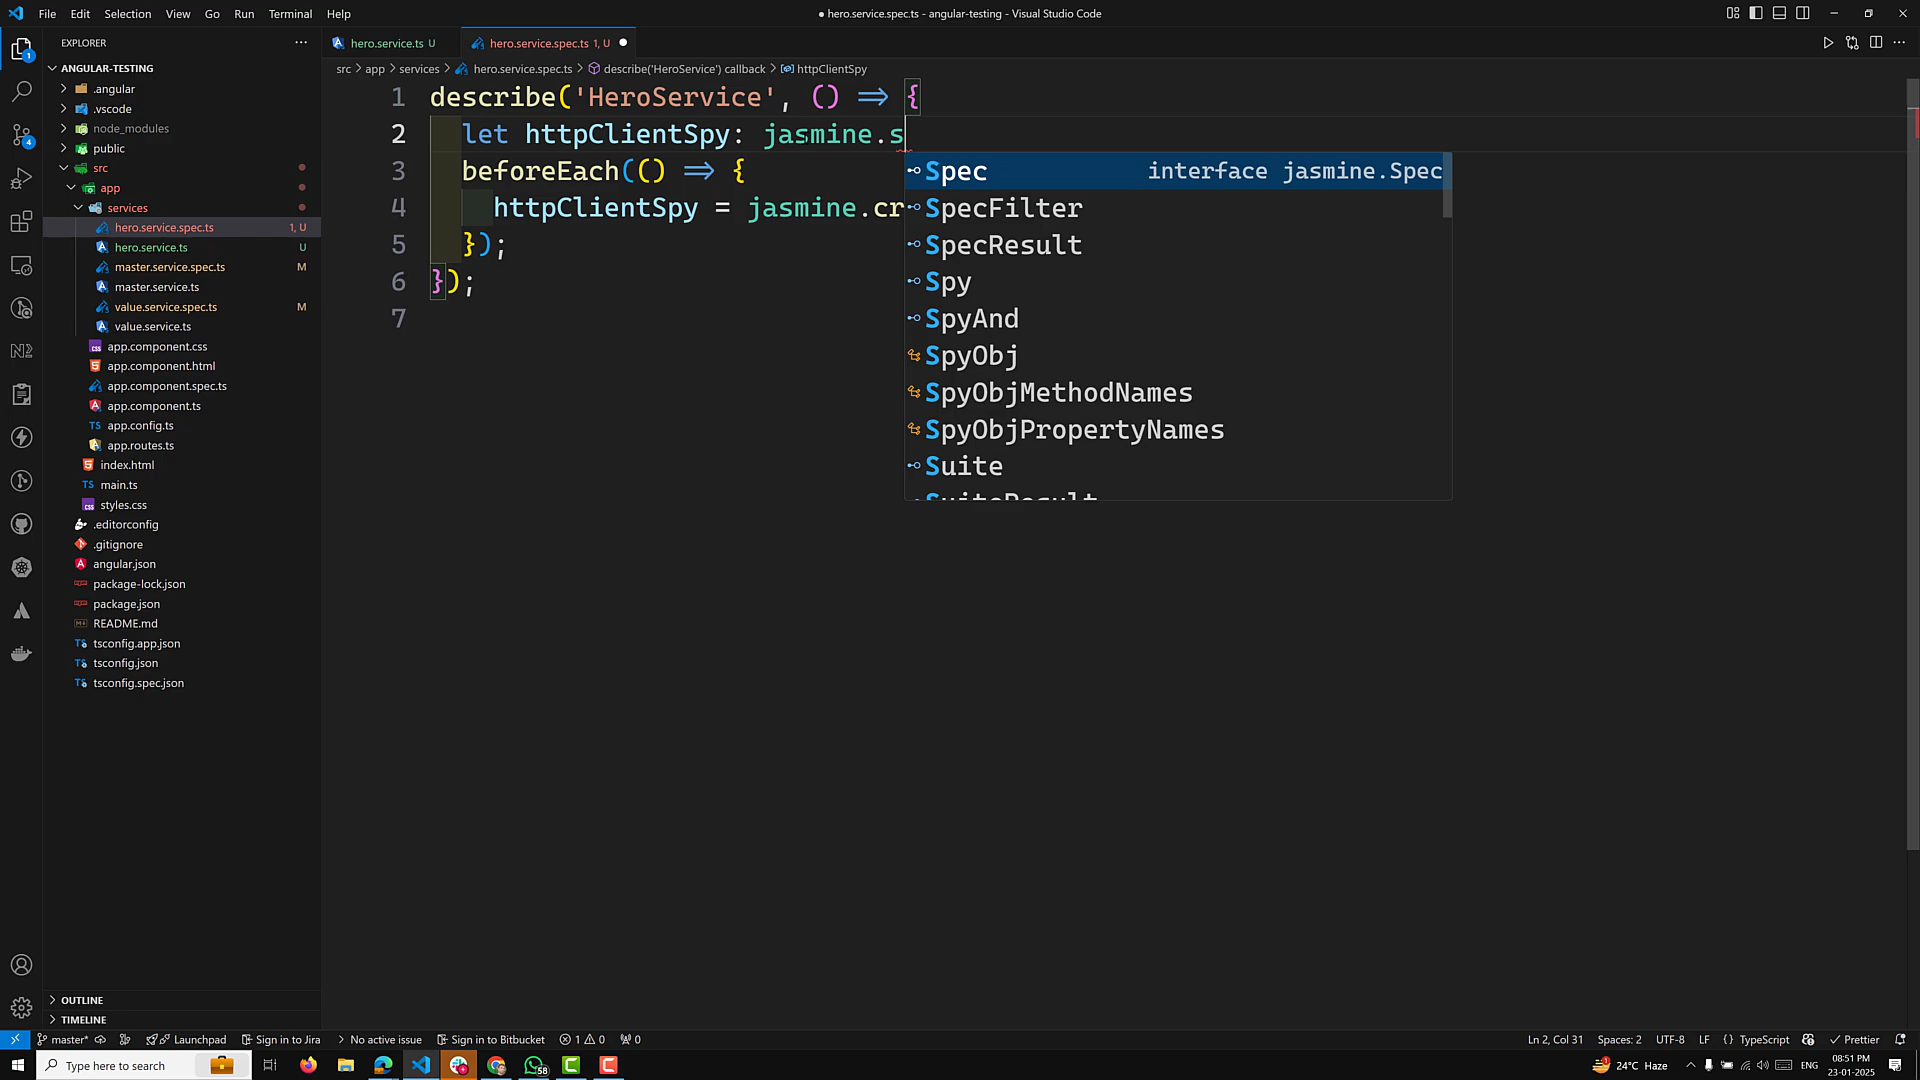 File Edit Selection View Go Run Terminal Help
● hero.service.spec.ts - angular-testing - Visual Studio Code
EXPLORER
ANGULAR-TESTING
.angular
.vscode
node_modules
public
src
app
services
hero.service.spec.ts 1, U
hero.service.ts U
master.service.spec.ts M
master.service.ts
value.service.spec.ts M
value.service.ts
app.component.css
app.component.html
app.component.spec.ts
app.component.ts
app.config.ts
app.routes.ts
index.html
main.ts
styles.css
.editorconfig
.gitignore
angular.json
package-lock.json
package.json
README.md
tsconfig.app.json
tsconfig.json
tsconfig.spec.json
OUTLINE
TIMELINE
hero.service.ts U
hero.service.spec.ts 1, U
src > app > services > hero.service.spec.ts > describe('HeroService') callback > httpClientSpy
1 describe('HeroService', () => {
2 let httpClientSpy: jasmine.s
3 beforeEach(() => {
4 httpClientSpy = jasmine.cr
5 });
6 });
7
Spec interface jasmine.Spec
SpecFilter
SpecResult
Spy
SpyAnd
SpyObj
SpyObjMethodNames
SpyObjPropertyNames
Suite
SuiteResult
master* Launchpad Sign in to Jira No active issue Sign in to Bitbucket 1 0 0
Ln 2, Col 31 Spaces: 2 UTF-8 LF {} TypeScript Prettier
Type here to search
58
24°C Haze
ENG
08:51 PM
23-01-2025